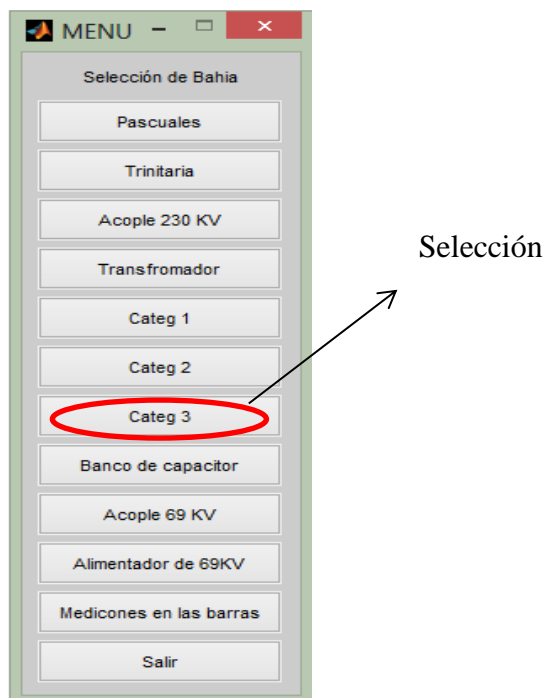 MENU
Selección de Bahia
Pascuales
Trinitaria
Acople 230 KV
Transfromador
Selección
Categ 1
Categ 2
Categ 3
Banco de capacitor
Acople 69 KV
Alimentador de 69KV
Medicones en las barras
Salir